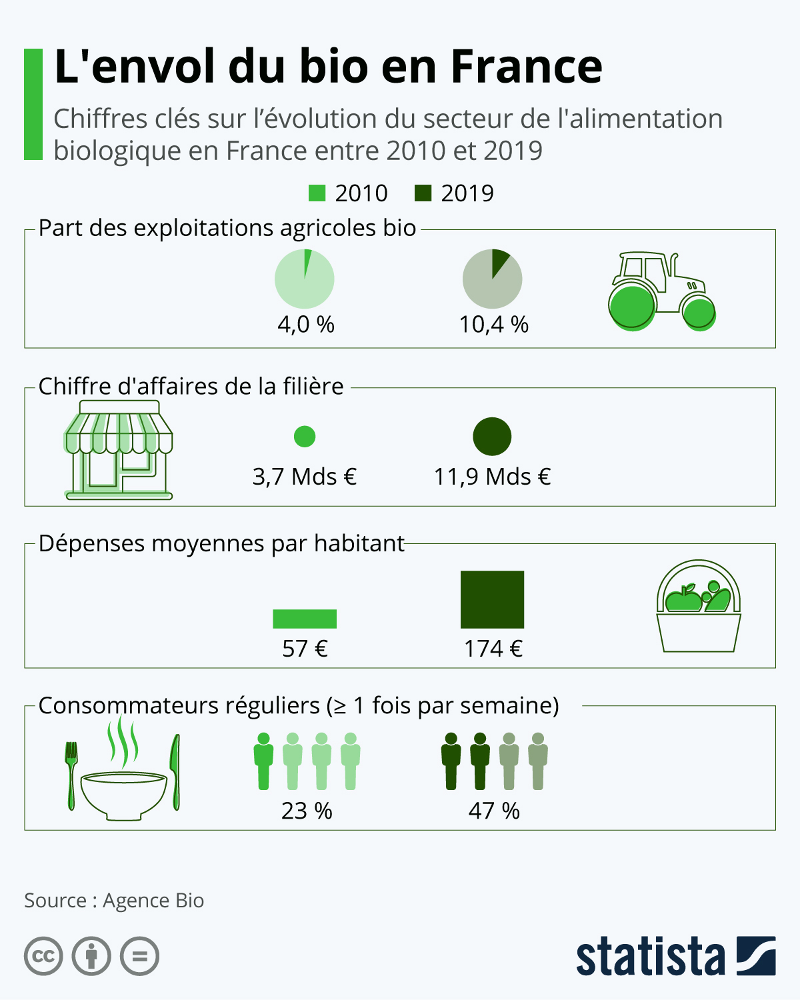 L'envol du bio en France
Chiffres clés sur l’évolution du secteur de l'alimentation
biologique en France entre 2010 et 2019
2010 2019
Part des exploitations agricoles bio
4,0 % 10,4 %
Chiffre d'affaires de la filière
3,7 Mds € 11,9 Mds €
Dépenses moyennes par habitant
57 € 174 €
Consommateurs réguliers (≥ 1 fois par semaine)
23 % 47 %
Source : Agence Bio
cc
statista